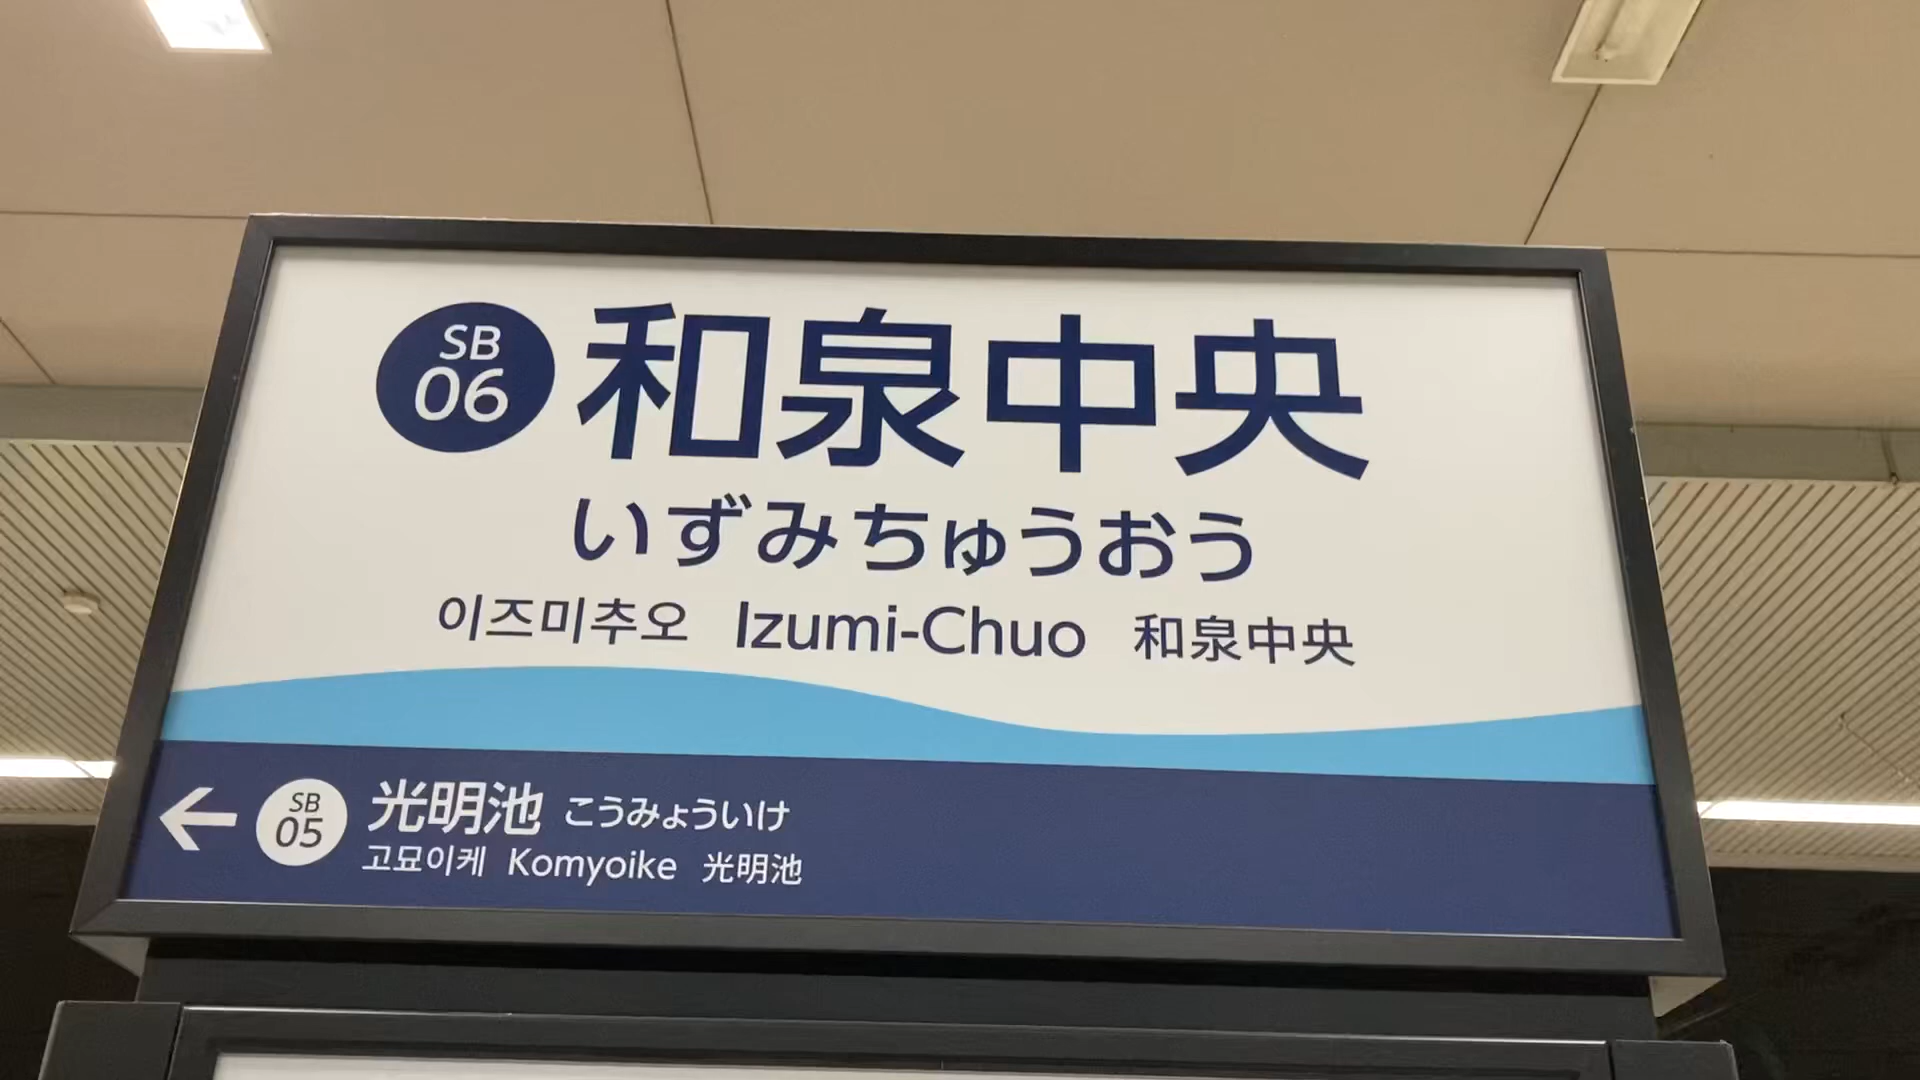 SB
06
和泉中央
いずみちゅうおう
이즈미추오 Izumi-Chuo 和泉中央
SB
05
光明池 こうみょういけ
고묘이케 Komyoike 光明池